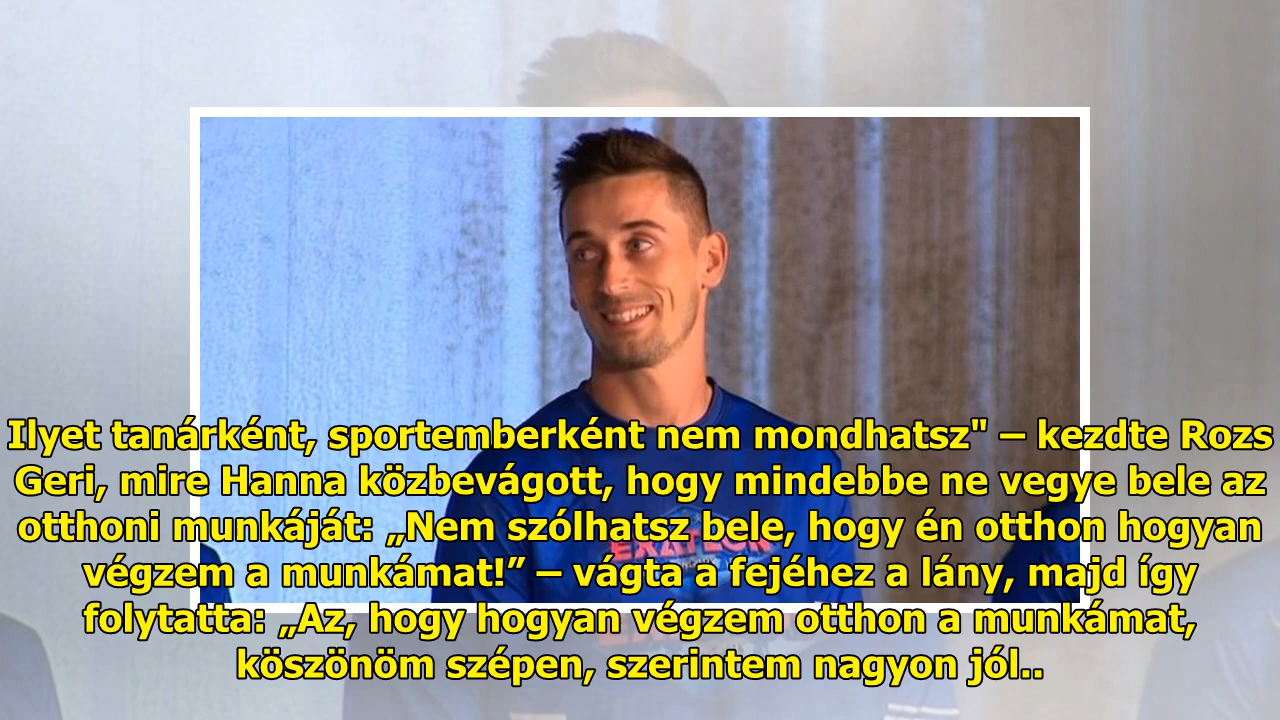 Ilyet tanárként, sportemberként nem mondhatsz" – kezdte Rozs
Geri, mire Hanna közbevágott, hogy mindebbe ne vegye bele az
otthoni munkáját: „Nem szólhatsz bele, hogy én otthon hogyan
végzem a munkámat!” – vágta a fejéhez a lány, majd így
folytatta: „Az, hogy hogyan végzem otthon a munkámat,
köszönöm szépen, szerintem nagyon jól..